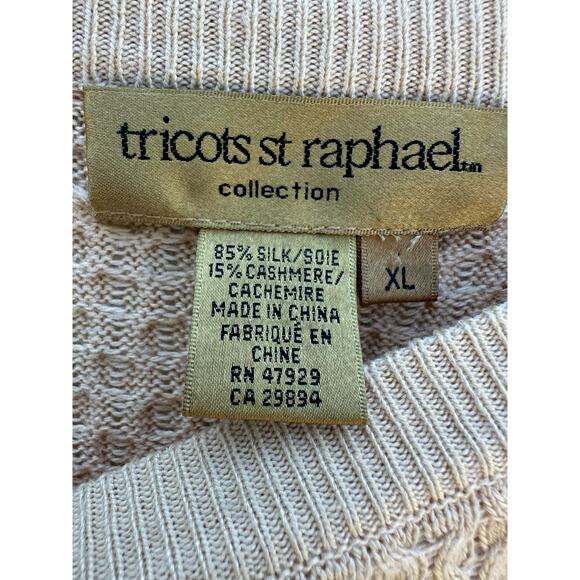 tricots st raphael tm
collection
85% SILK/SOIE
15% CASHMERE/
CACHEMIRE
MADE IN CHINA
FABRIQUÉ EN
CHINE
RN 47929
CA 29894
XL